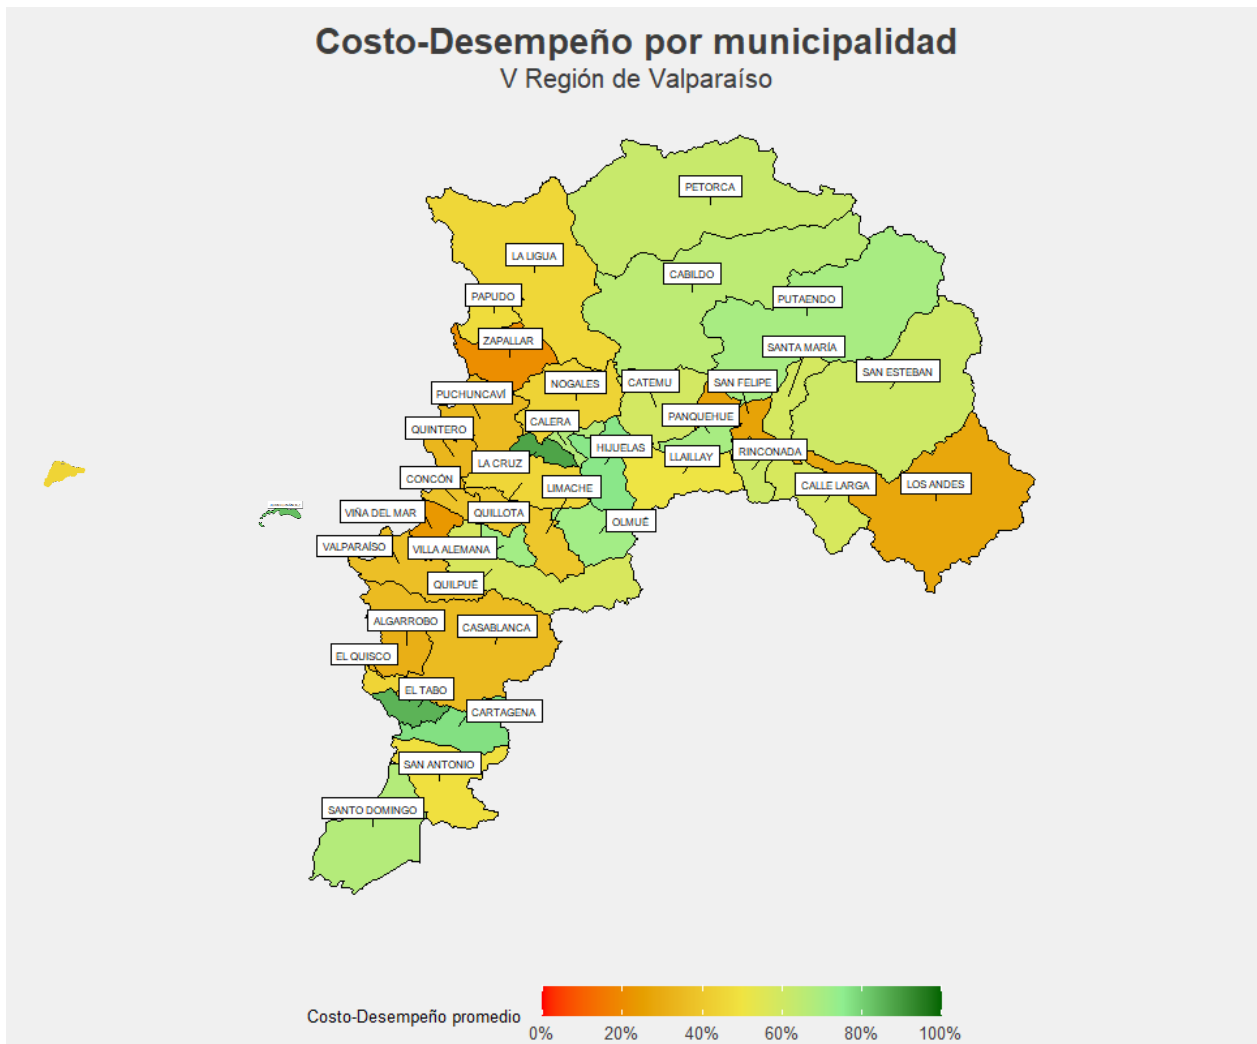 Costo-Desempeño por municipalidad
V Región de Valparaíso
PETORCA
LA LIGUA
CABILDO
PAPUDO
PUTAENDO
ZAPALLAR
SANTA MARÍA
SAN ESTEBAN
NOGALES
CATEMU
SAN FELIPE
PUCHUNCAVÍ
PANQUEHUE
CALERA
QUINTERO
HIJUELAS
LLAILLAY
RINCONADA
LA CRUZ
CONCÓN
LIMACHE
CALLE LARGA
LOS ANDES
VIÑA DEL MAR
QUILLOTA
OLMUÉ
VALPARAÍSO
VILLA ALEMANA
QUILPUÉ
ALGARROBO
CASABLANCA
EL QUISCO
EL TABO
CARTAGENA
SAN ANTONIO
SANTO DOMINGO
Costo-Desempeño promedio
0% 20% 40% 60% 80% 100%